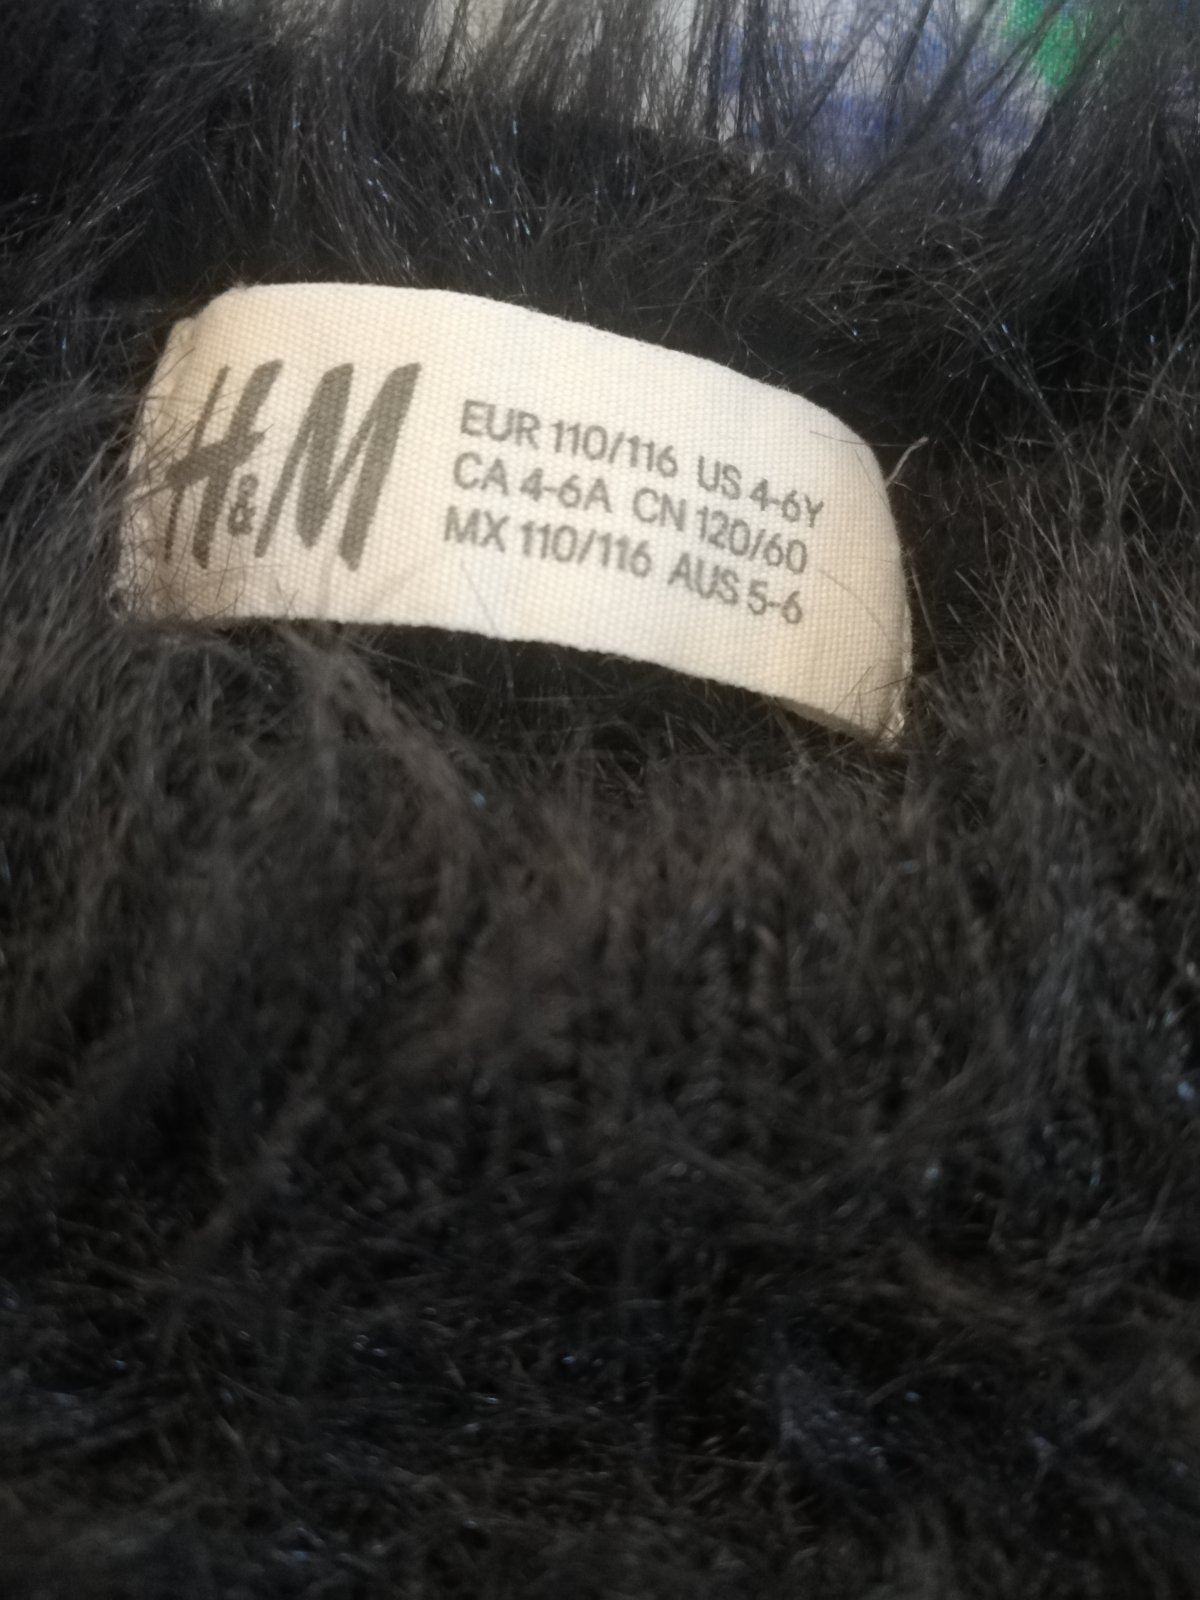 H&M
EUR 110/116 US 4-6Y
CA 4-6A CN 120/60
MX 110/116 AUS 5-6